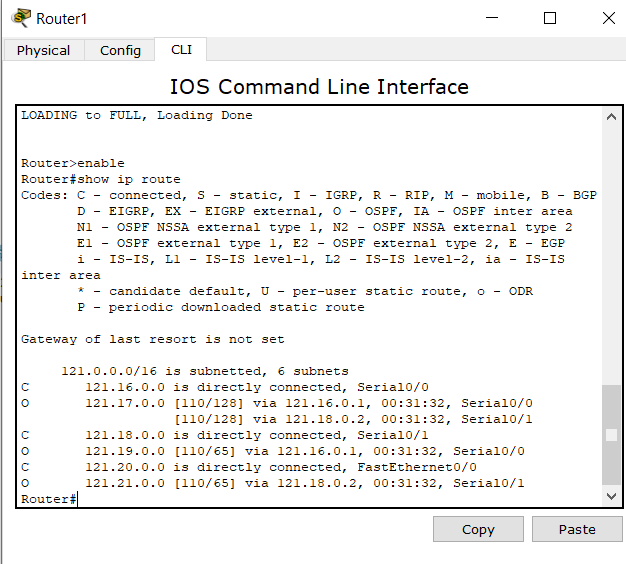 Router1
Physical Config CLI
IOS Command Line Interface
LOADING to FULL, Loading Done
Router>enable
Router#show ip route
Codes: C - connected, S - static, I - IGRP, R - RIP, M - mobile, B - BGP
D - EIGRP, EX - EIGRP external, O - OSPF, IA - OSPF inter area
N1 - OSPF NSSA external type 1, N2 - OSPF NSSA external type 2
E1 - OSPF external type 1, E2 - OSPF external type 2, E - EGP
i - IS-IS, L1 - IS-IS level-1, L2 - IS-IS level-2, ia - IS-IS
inter area
* - candidate default, U - per-user static route, o - ODR
P - periodic downloaded static route
Gateway of last resort is not set
121.0.0.0/16 is subnetted, 6 subnets
C 121.16.0.0 is directly connected, Serial0/0
O 121.17.0.0 [110/128] via 121.16.0.1, 00:31:32, Serial0/0
[110/128] via 121.18.0.2, 00:31:32, Serial0/1
C 121.18.0.0 is directly connected, Serial0/1
O 121.19.0.0 [110/65] via 121.16.0.1, 00:31:32, Serial0/0
C 121.20.0.0 is directly connected, FastEthernet0/0
O 121.21.0.0 [110/65] via 121.18.0.2, 00:31:32, Serial0/1
Router#
Copy Paste